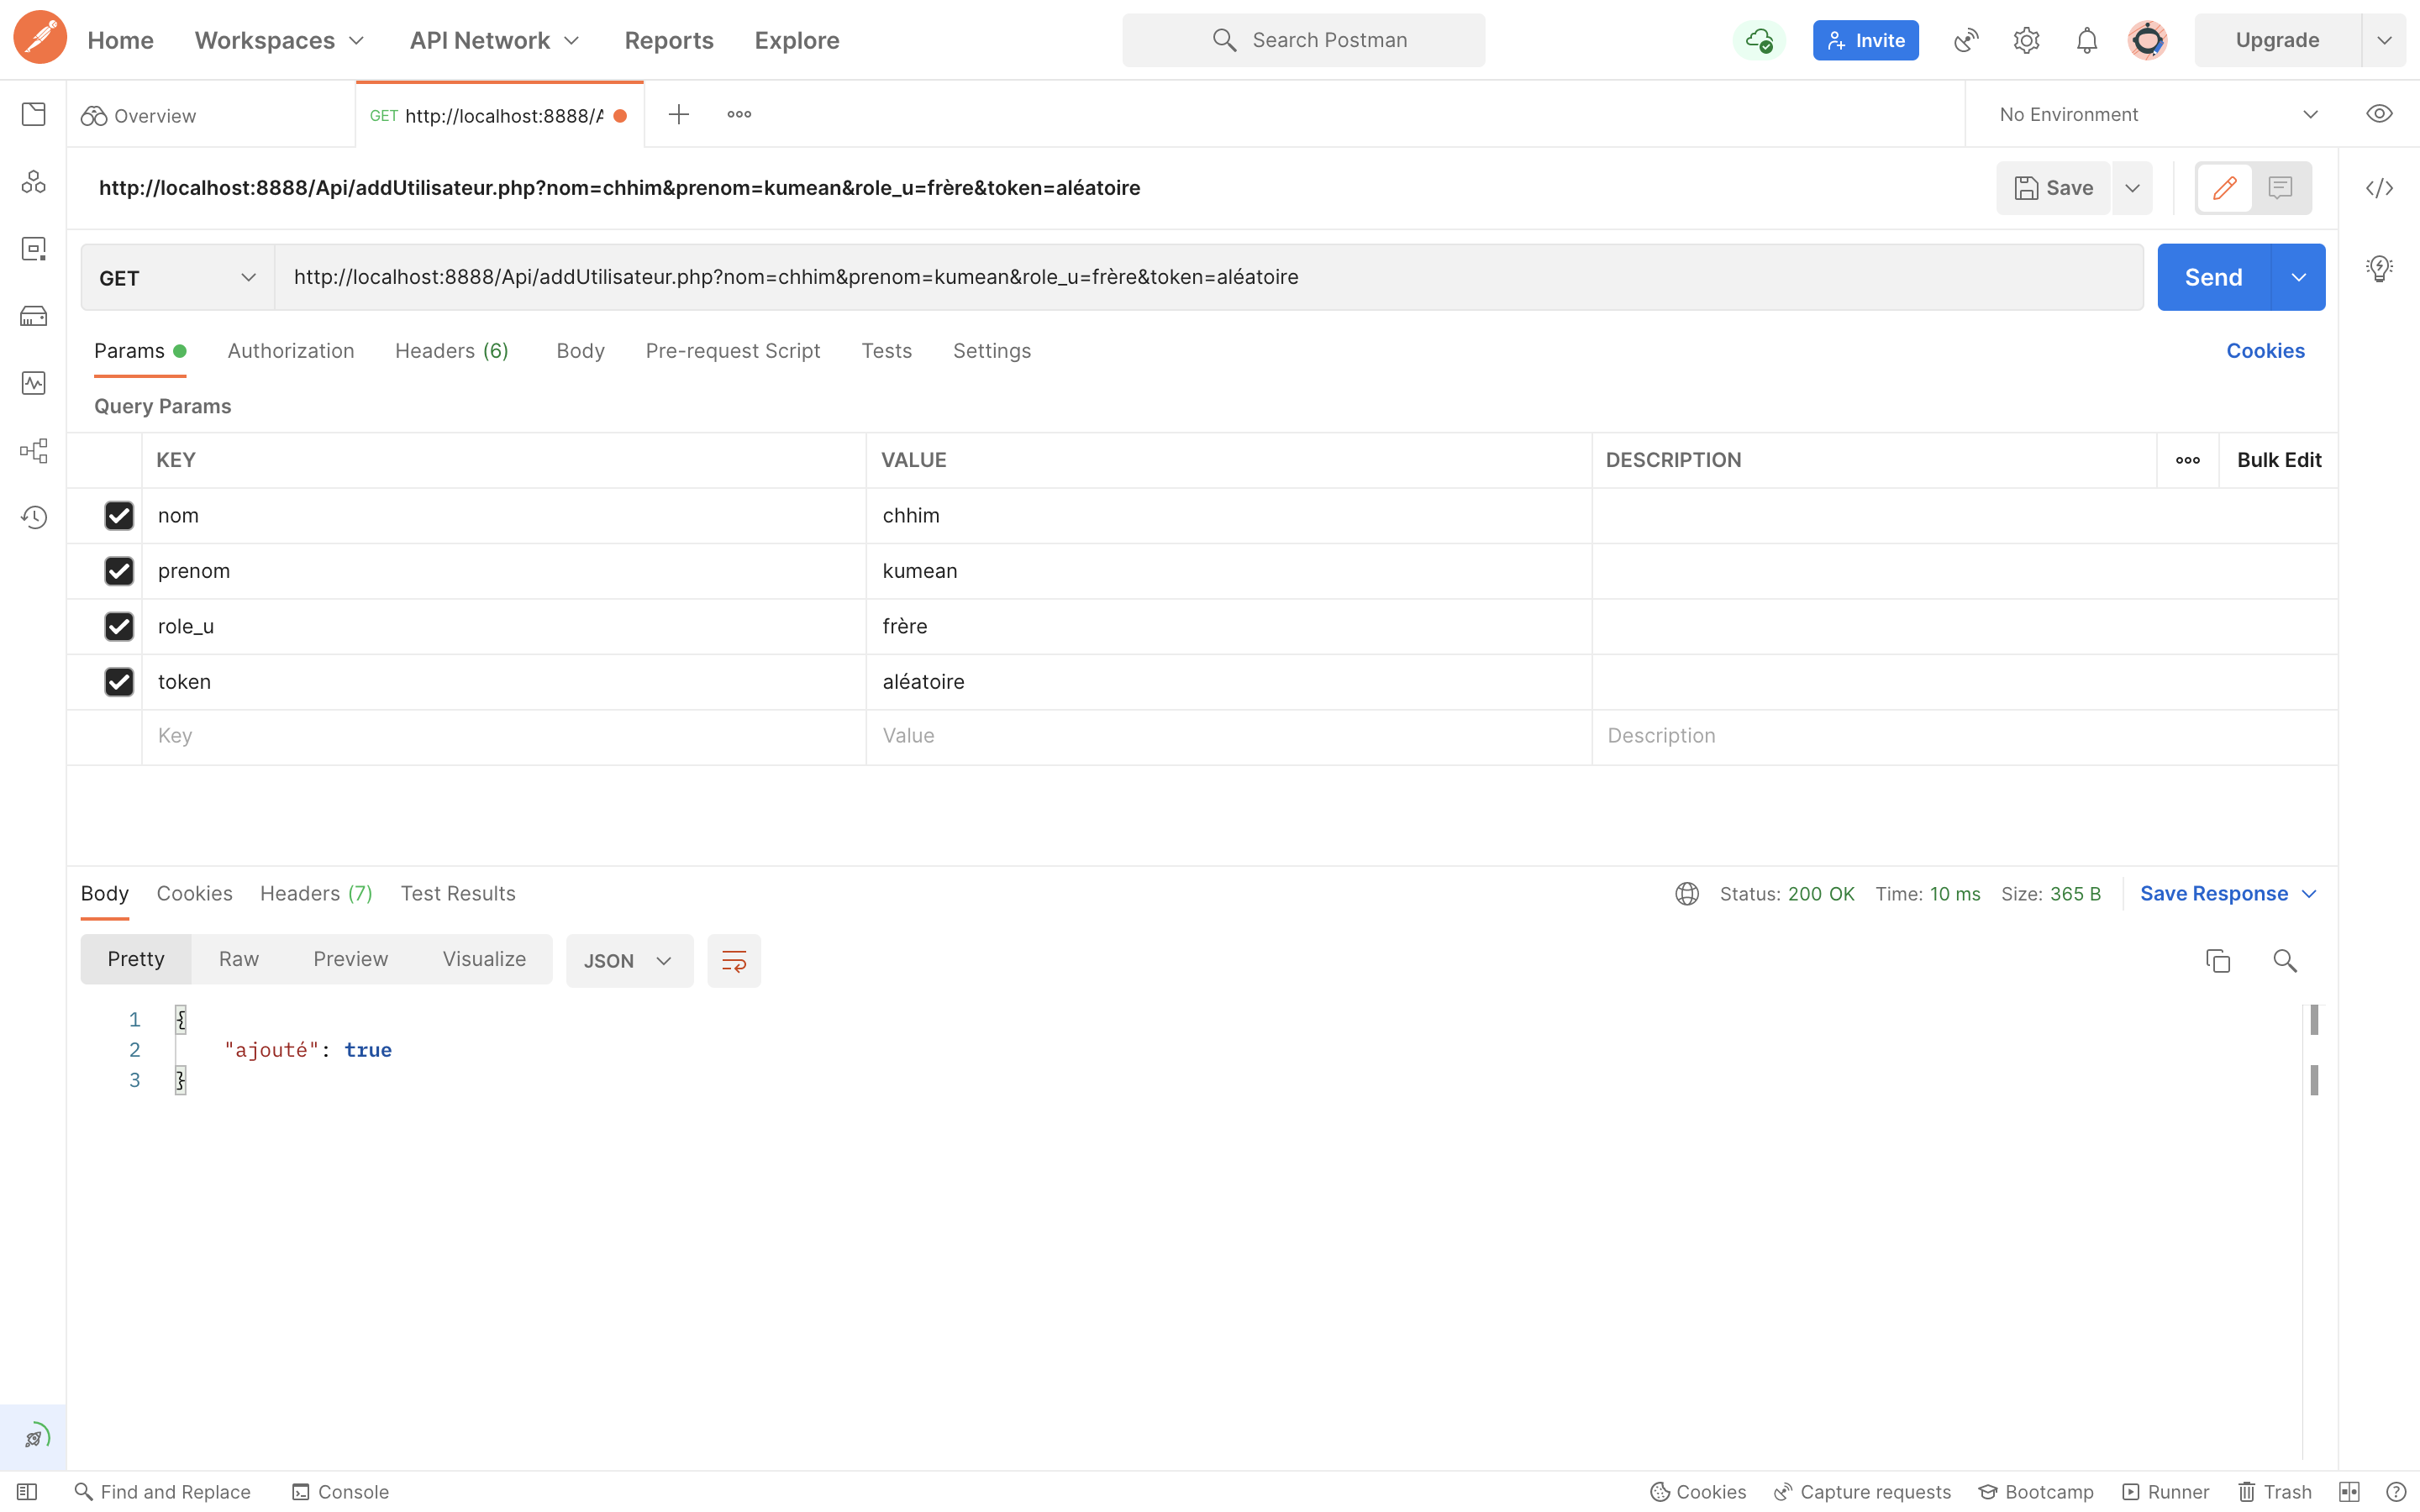 Home Workspaces API Network Reports Explore Search Postman Invite Upgrade
Overview GET http://localhost:8888/A No Environment
http://localhost:8888/Api/addUtilisateur.php?nom=chhim&prenom=kumean&role_u=frère&token=aléatoire Save
GET http://localhost:8888/Api/addUtilisateur.php?nom=chhim&prenom=kumean&role_u=frère&token=aléatoire Send
Params Authorization Headers (6) Body Pre-request Script Tests Settings Cookies
Query Params
KEY VALUE DESCRIPTION Bulk Edit
nom chhim
prenom kumean
role_u frère
token aléatoire
Key Value Description
Body Cookies Headers (7) Test Results Status: 200 OK Time: 10 ms Size: 365 B Save Response
Pretty Raw Preview Visualize JSON
1 {
2 "ajouté": true
3 }
Find and Replace Console Cookies Capture requests Bootcamp Runner Trash